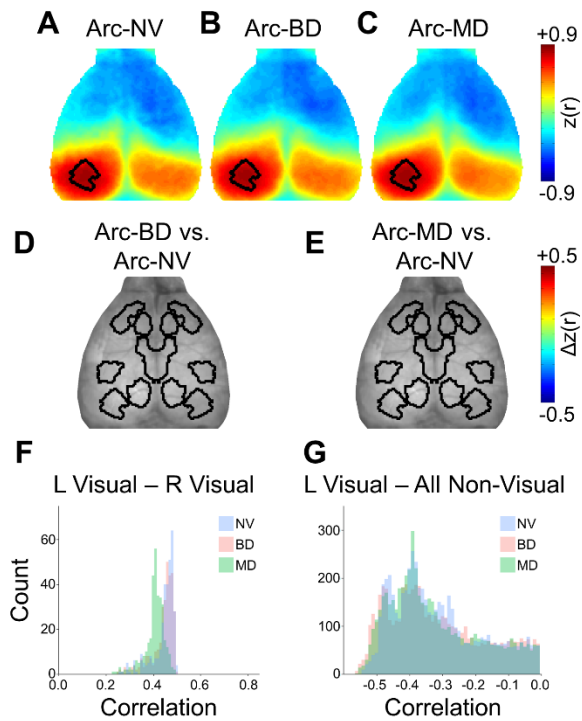 A Arc-NV
B Arc-BD
C Arc-MD
+0.9
z(r)
-0.9
D Arc-BD vs.
Arc-NV
E Arc-MD vs.
Arc-NV
+0.5
Δz(r)
-0.5
F
L Visual – R Visual
NV
BD
MD
Count
60
40
20
0
0.0 0.2 0.4 0.6 0.8
Correlation
G
L Visual – All Non-Visual
NV
BD
MD
300
200
100
0
-0.5 -0.4 -0.3 -0.2 -0.1 0.0
Correlation